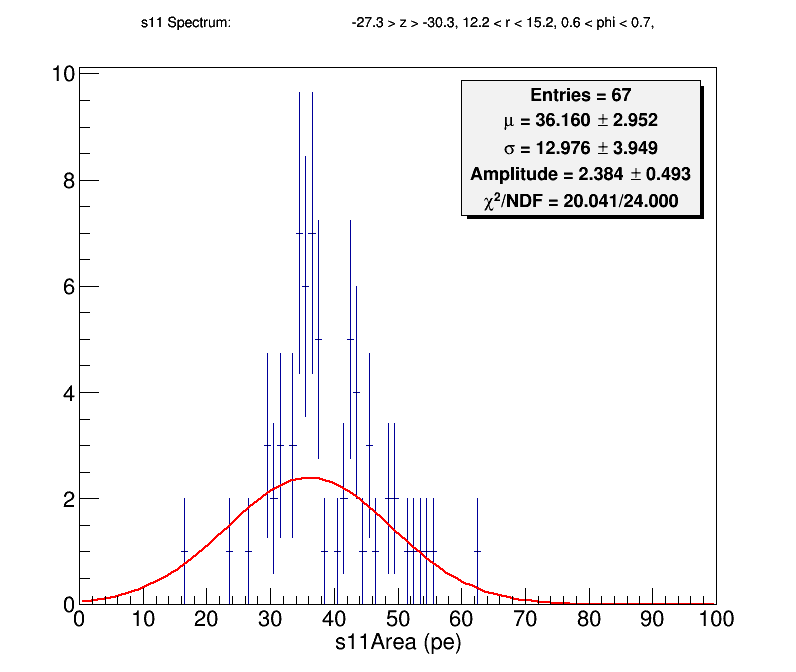 s11 Spectrum: -27.3 > z > -30.3, 12.2 < r < 15.2, 0.6 < phi < 0.7,
Entries = 67
μ = 36.160 ± 2.952
σ = 12.976 ± 3.949
Amplitude = 2.384 ± 0.493
χ²/NDF = 20.041/24.000
10
8
6
4
2
0
0 10 20 30 40 50 60 70 80 90 100
s11Area (pe)